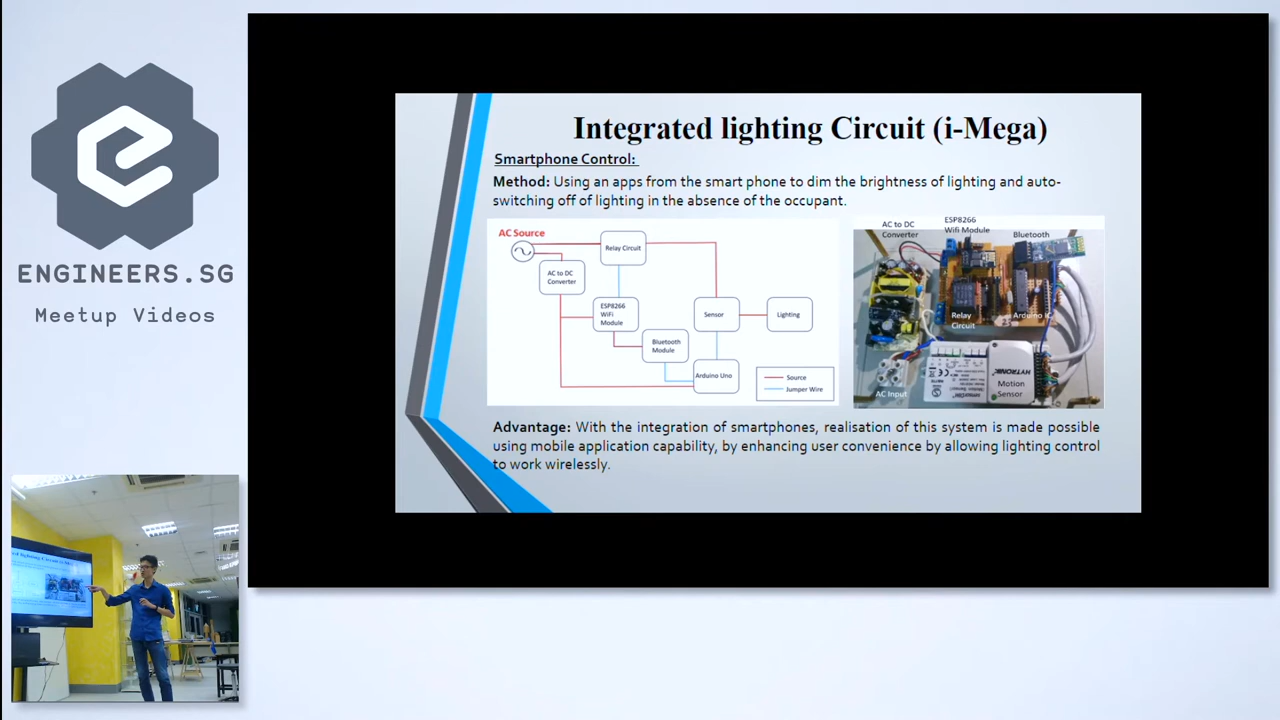 ENGINEERS.SG
Meetup Videos
Integrated lighting Circuit (i-Mega)
Smartphone Control:
Method: Using an apps from the smart phone to dim the brightness of lighting and auto-
switching off of lighting in the absence of the occupant.
AC Source
Relay Circuit
AC to DC
Converter
ESP8266
WiFi
Module
Sensor
Lighting
Bluetooth
Module
Arduino Uno
Source
Jumper Wire
AC to DC
Converter
ESP8266
Wifi Module
Bluetooth
Relay
Circuit
Arduino IC
HYTRONIK
Motion
Sensor
AC Input
Advantage: With the integration of smartphones, realisation of this system is made possible
using mobile application capability, by enhancing user convenience by allowing lighting control
to work wirelessly.